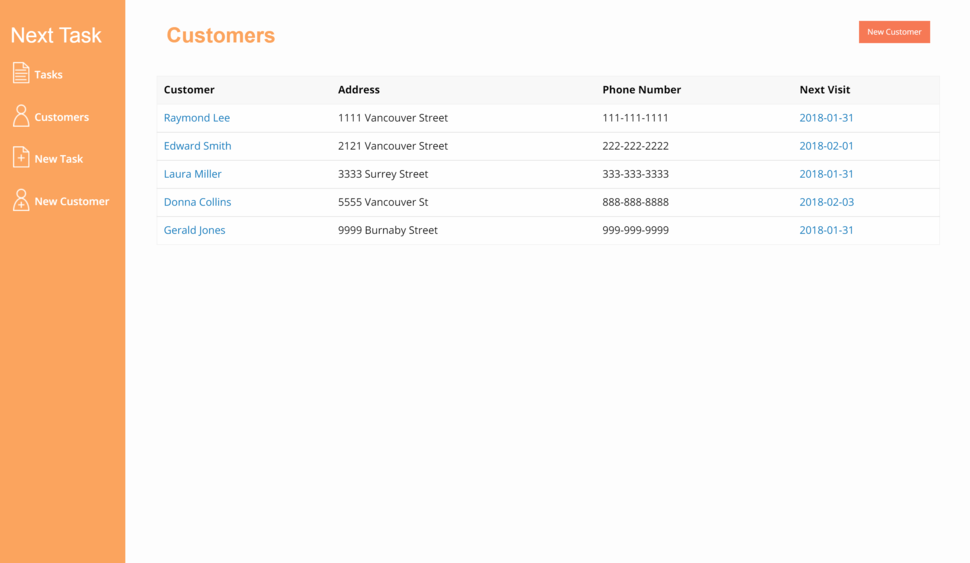 Next Task
Tasks
Customers
New Task
New Customer
Customers
New Customer
Customer Address Phone Number Next Visit
Raymond Lee 1111 Vancouver Street 111-111-1111 2018-01-31
Edward Smith 2121 Vancouver Street 222-222-2222 2018-02-01
Laura Miller 3333 Surrey Street 333-333-3333 2018-01-31
Donna Collins 5555 Vancouver St 888-888-8888 2018-02-03
Gerald Jones 9999 Burnaby Street 999-999-9999 2018-01-31